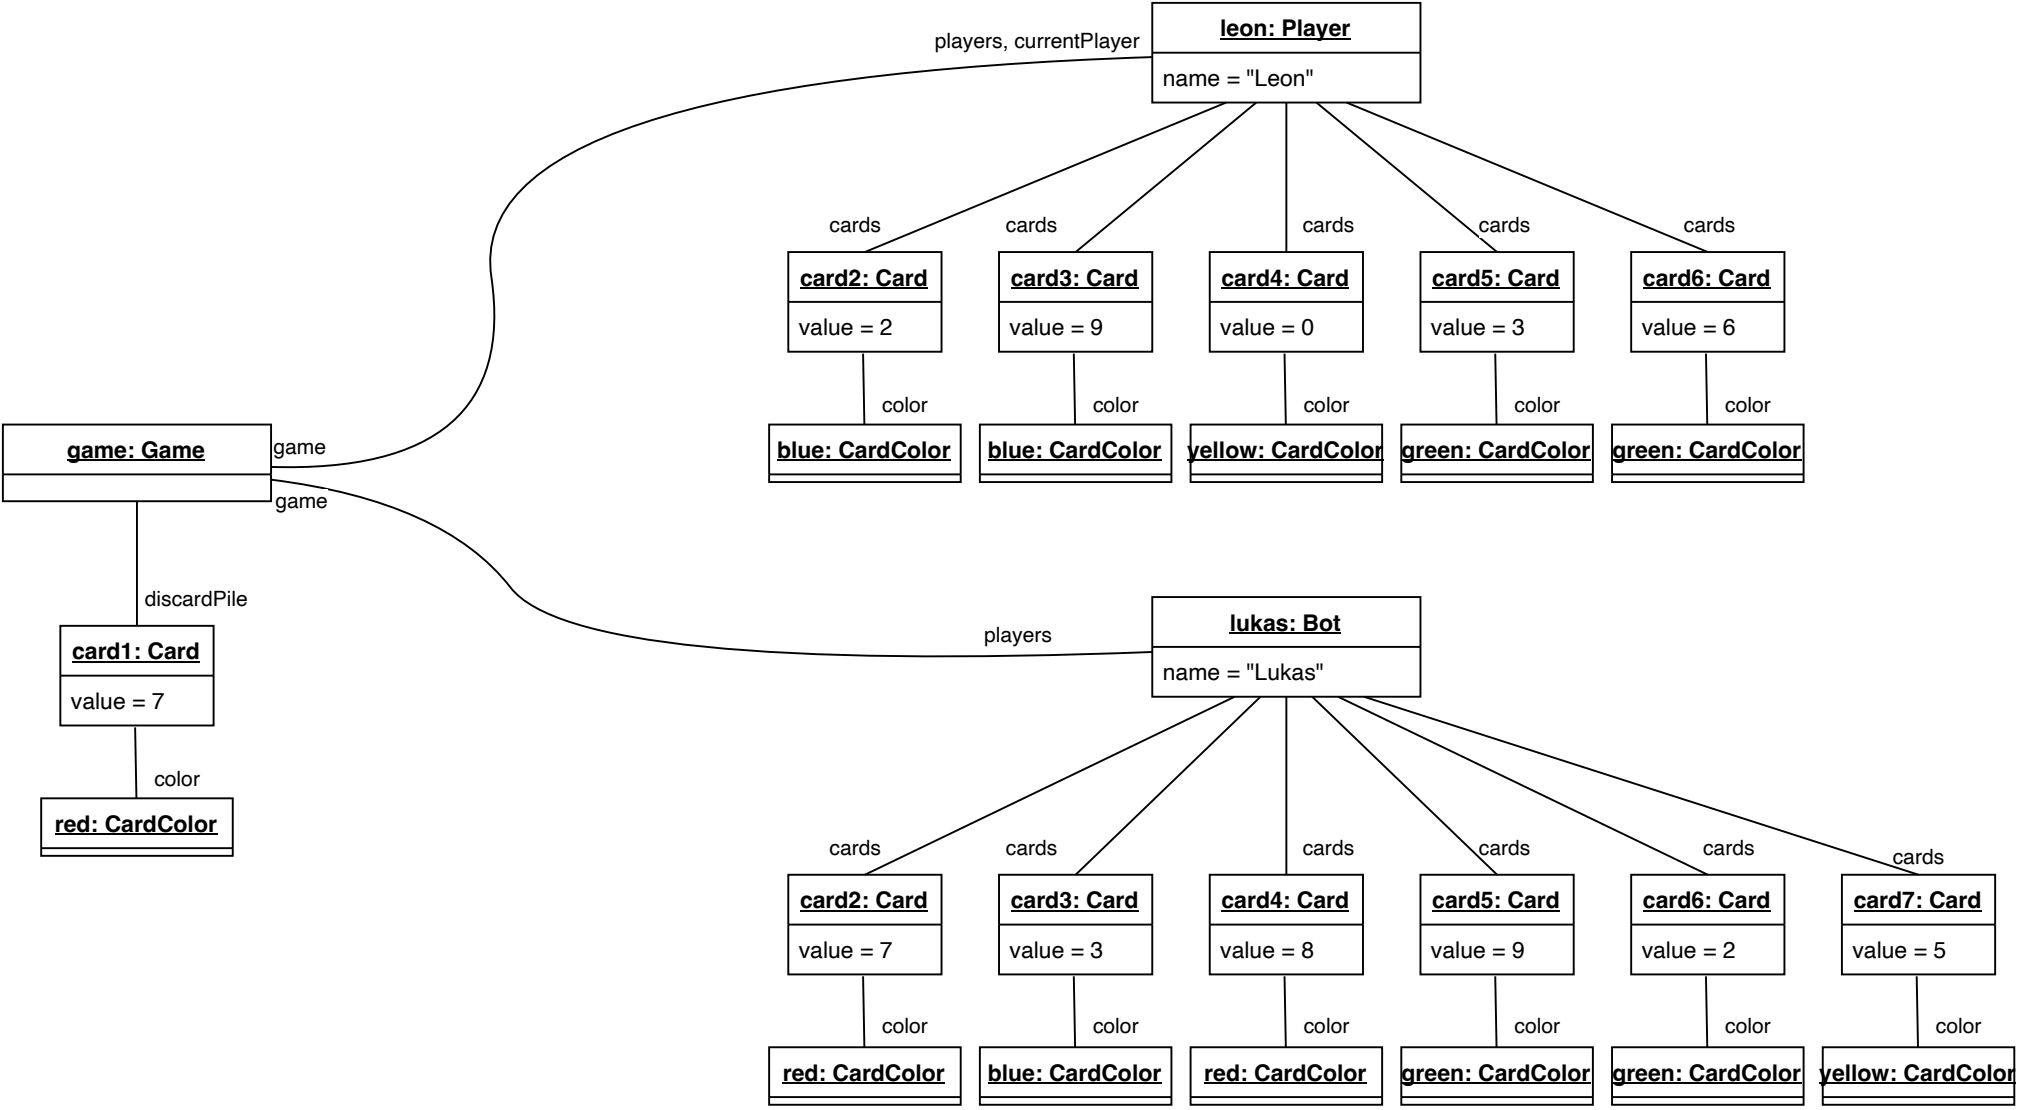 players, currentPlayer
leon: Player
name = "Leon"
cards
cards
cards
cards
cards
card2: Card
card3: Card
card4: Card
card5: Card
card6: Card
value = 2
value = 9
value = 0
value = 3
value = 6
color
color
color
color
color
blue: CardColor
blue: CardColor
yellow: CardColor
green: CardColor
green: CardColor
game: Game
game
game
discardPile
card1: Card
value = 7
color
red: CardColor
players
lukas: Bot
name = "Lukas"
cards
cards
cards
cards
cards
cards
card2: Card
card3: Card
card4: Card
card5: Card
card6: Card
card7: Card
value = 7
value = 3
value = 8
value = 9
value = 2
value = 5
color
color
color
color
color
color
red: CardColor
blue: CardColor
red: CardColor
green: CardColor
green: CardColor
yellow: CardColor